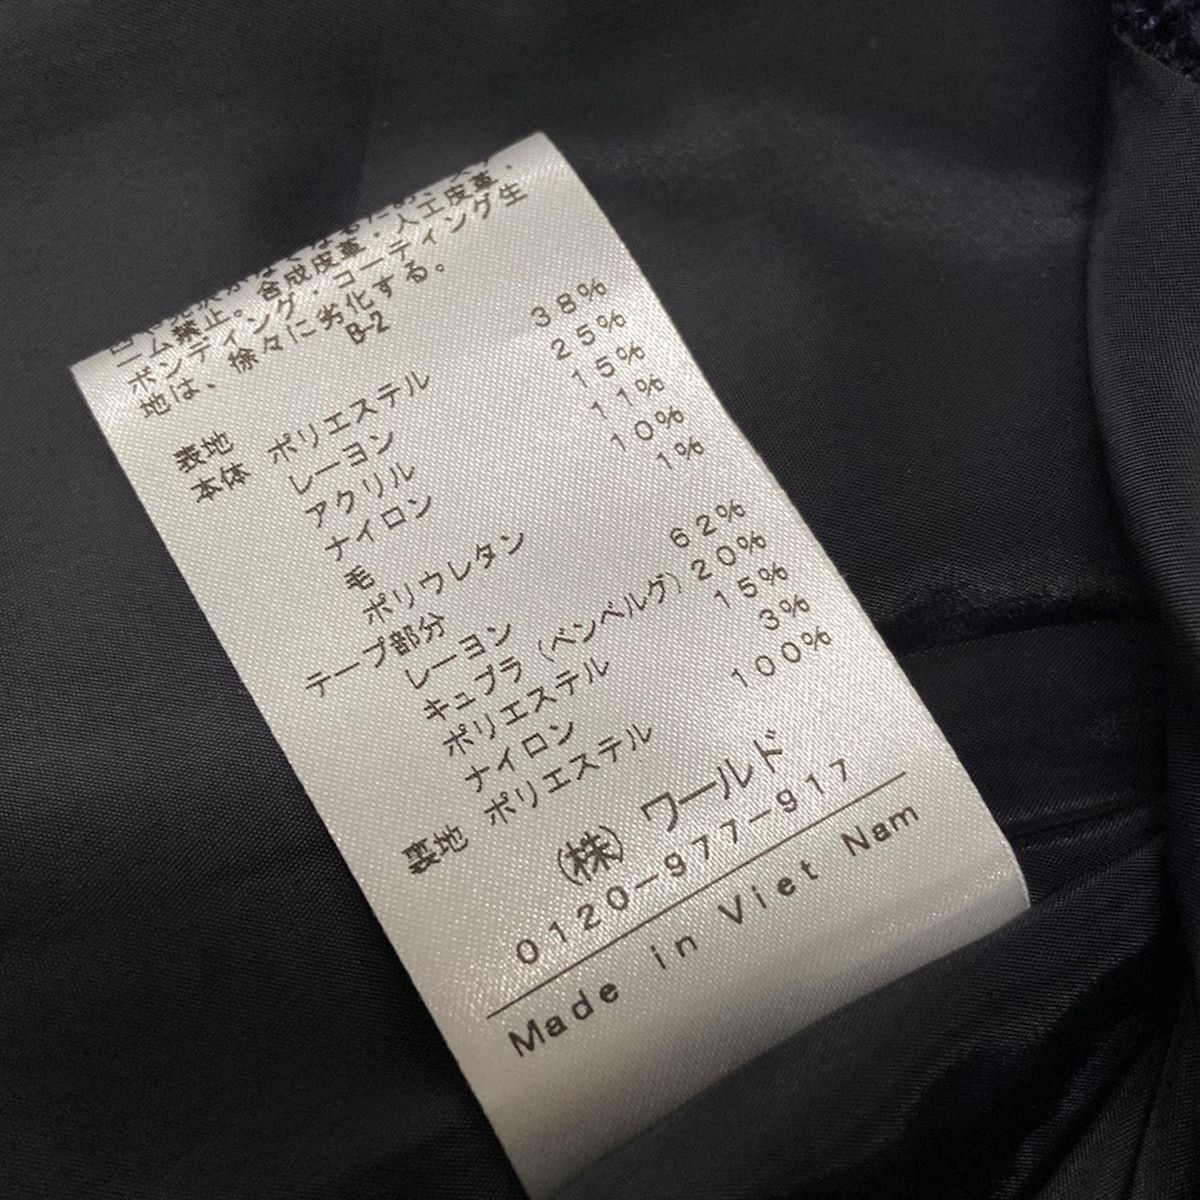 ため、スチ
ーム禁止。合成皮革・人工皮革・
ボンディング・コーティング生
地は、徐々に劣化する。
B-2
表地
本体 ポリエステル 38%
レーヨン 25%
アクリル 15%
ナイロン 11%
毛 10%
ポリウレタン 1%
テープ部分
レーヨン 62%
キュプラ(ベンベルグ) 20%
ポリエステル 15%
ナイロン 3%
裏地 ポリエステル 100%
(株) ワールド
0120-977-917
Made in Viet Nam